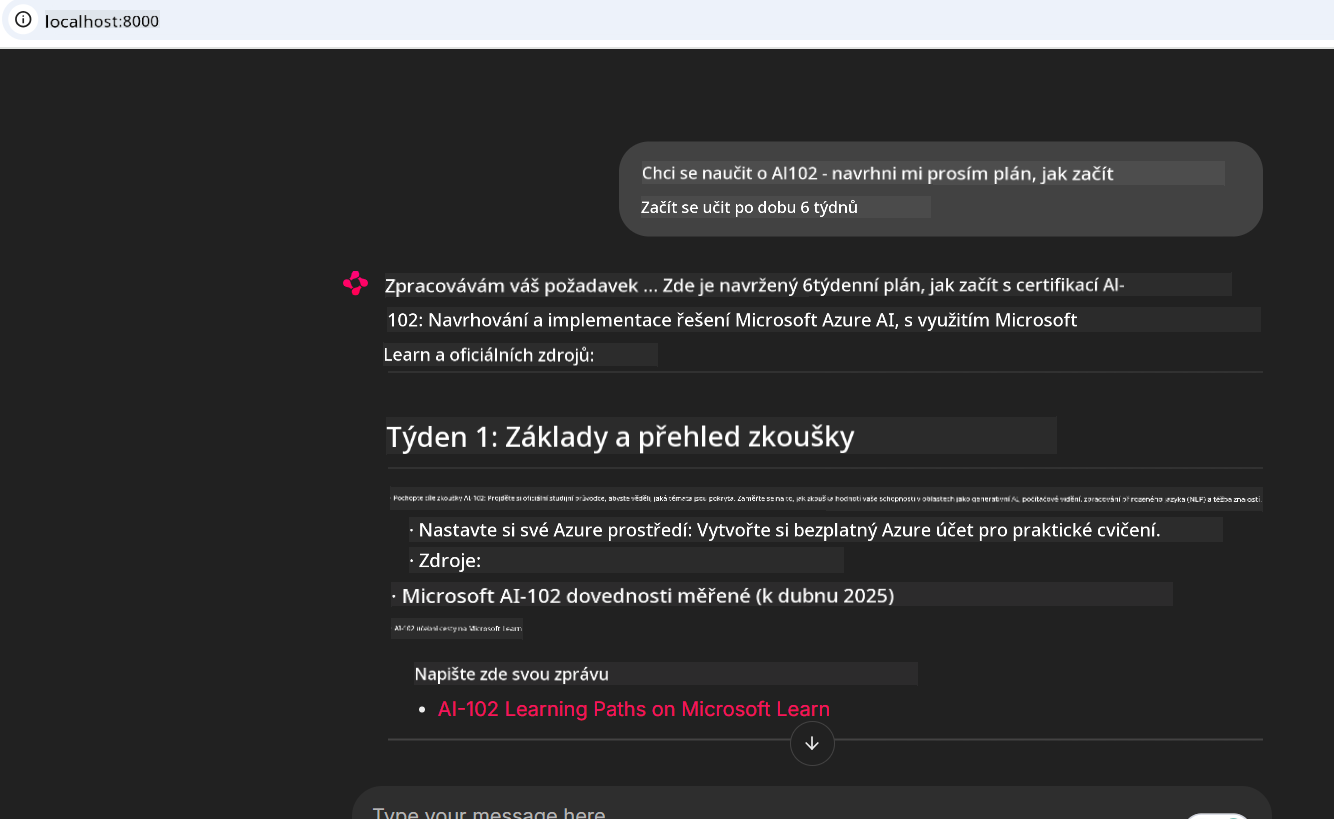 localhost:8000
Chci se naučit o AI102 - navrhni mi prosím plán, jak začít
Začít se učit po dobu 6 týdnů
Zpracovávám váš požadavek ... Zde je navržený 6týdenní plán, jak začít s certifikací AI-
102: Navrhování a implementace řešení Microsoft Azure AI, s využitím Microsoft
Learn a oficiálních zdrojů:
Týden 1: Základy a přehled zkoušky
Pochopte cíle zkoušky AI-102: Projděte si oficiální studijní průvodce, abyste věděli, jaká témata jsou pokryta. Zaměřte se na to, jak zkouška hodnotí vaše schopnosti v oblastech jako generativní AI, počítačové vidění, zpracování přirozeného jazyka (NLP) a těžba znalostí.
· Nastavte si své Azure prostředí: Vytvořte si bezplatný Azure účet pro praktické cvičení.
· Zdroje:
· Microsoft AI-102 dovednosti měřené (k dubnu 2025)
AI-102 učební cesty na Microsoft Learn
Napište zde svou zprávu
• AI-102 Learning Paths on Microsoft Learn
Type your message here